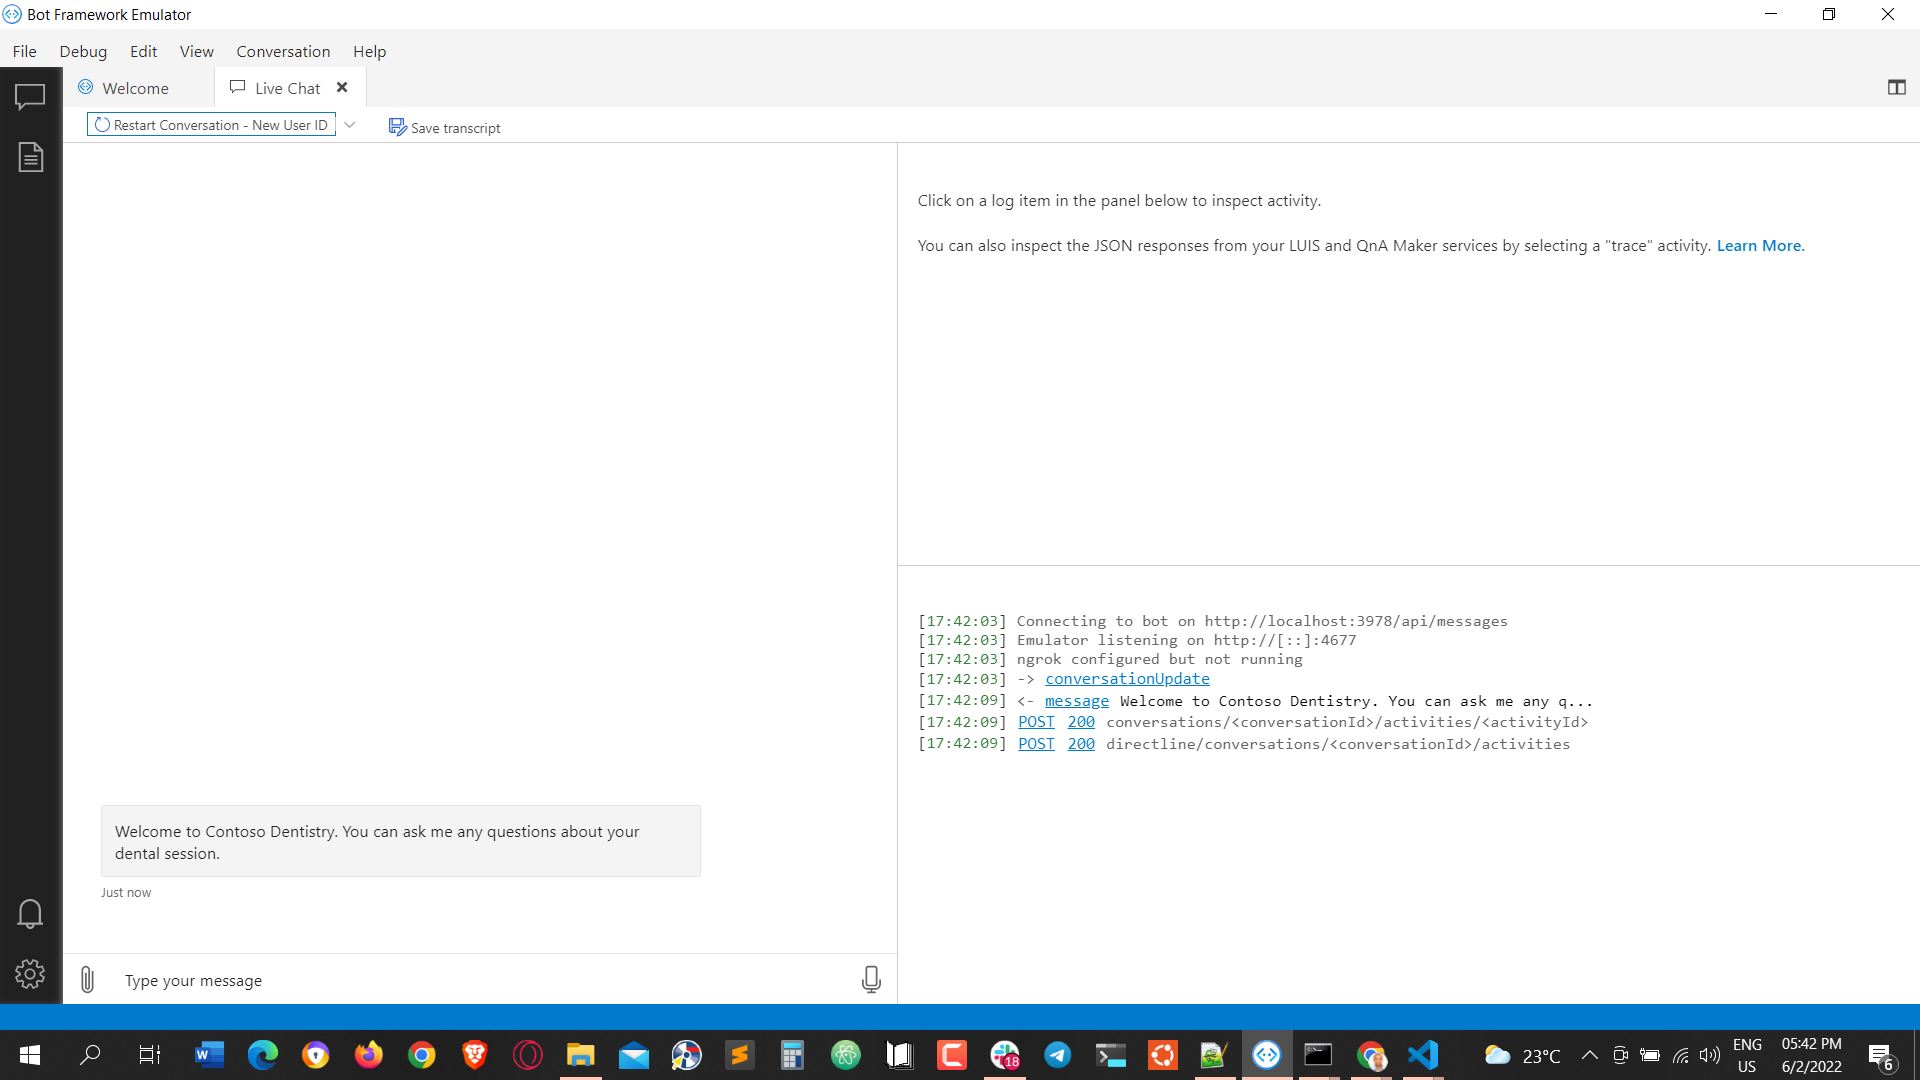 Bot Framework Emulator
File Debug Edit View Conversation Help
Welcome Live Chat
Restart Conversation - New User ID Save transcript
Click on a log item in the panel below to inspect activity.
You can also inspect the JSON responses from your LUIS and QnA Maker services by selecting a "trace" activity. Learn More.
[17:42:03] Connecting to bot on http://localhost:3978/api/messages
[17:42:03] Emulator listening on http://[::]:4677
[17:42:03] ngrok configured but not running
[17:42:03] -> conversationUpdate
[17:42:09] <- message Welcome to Contoso Dentistry. You can ask me any q...
[17:42:09] POST 200 conversations/<conversationId>/activities/<activityId>
[17:42:09] POST 200 directline/conversations/<conversationId>/activities
Welcome to Contoso Dentistry. You can ask me any questions about your
dental session.
Just now
Type your message
18
23°C
ENG
US
05:42 PM
6/2/2022
6